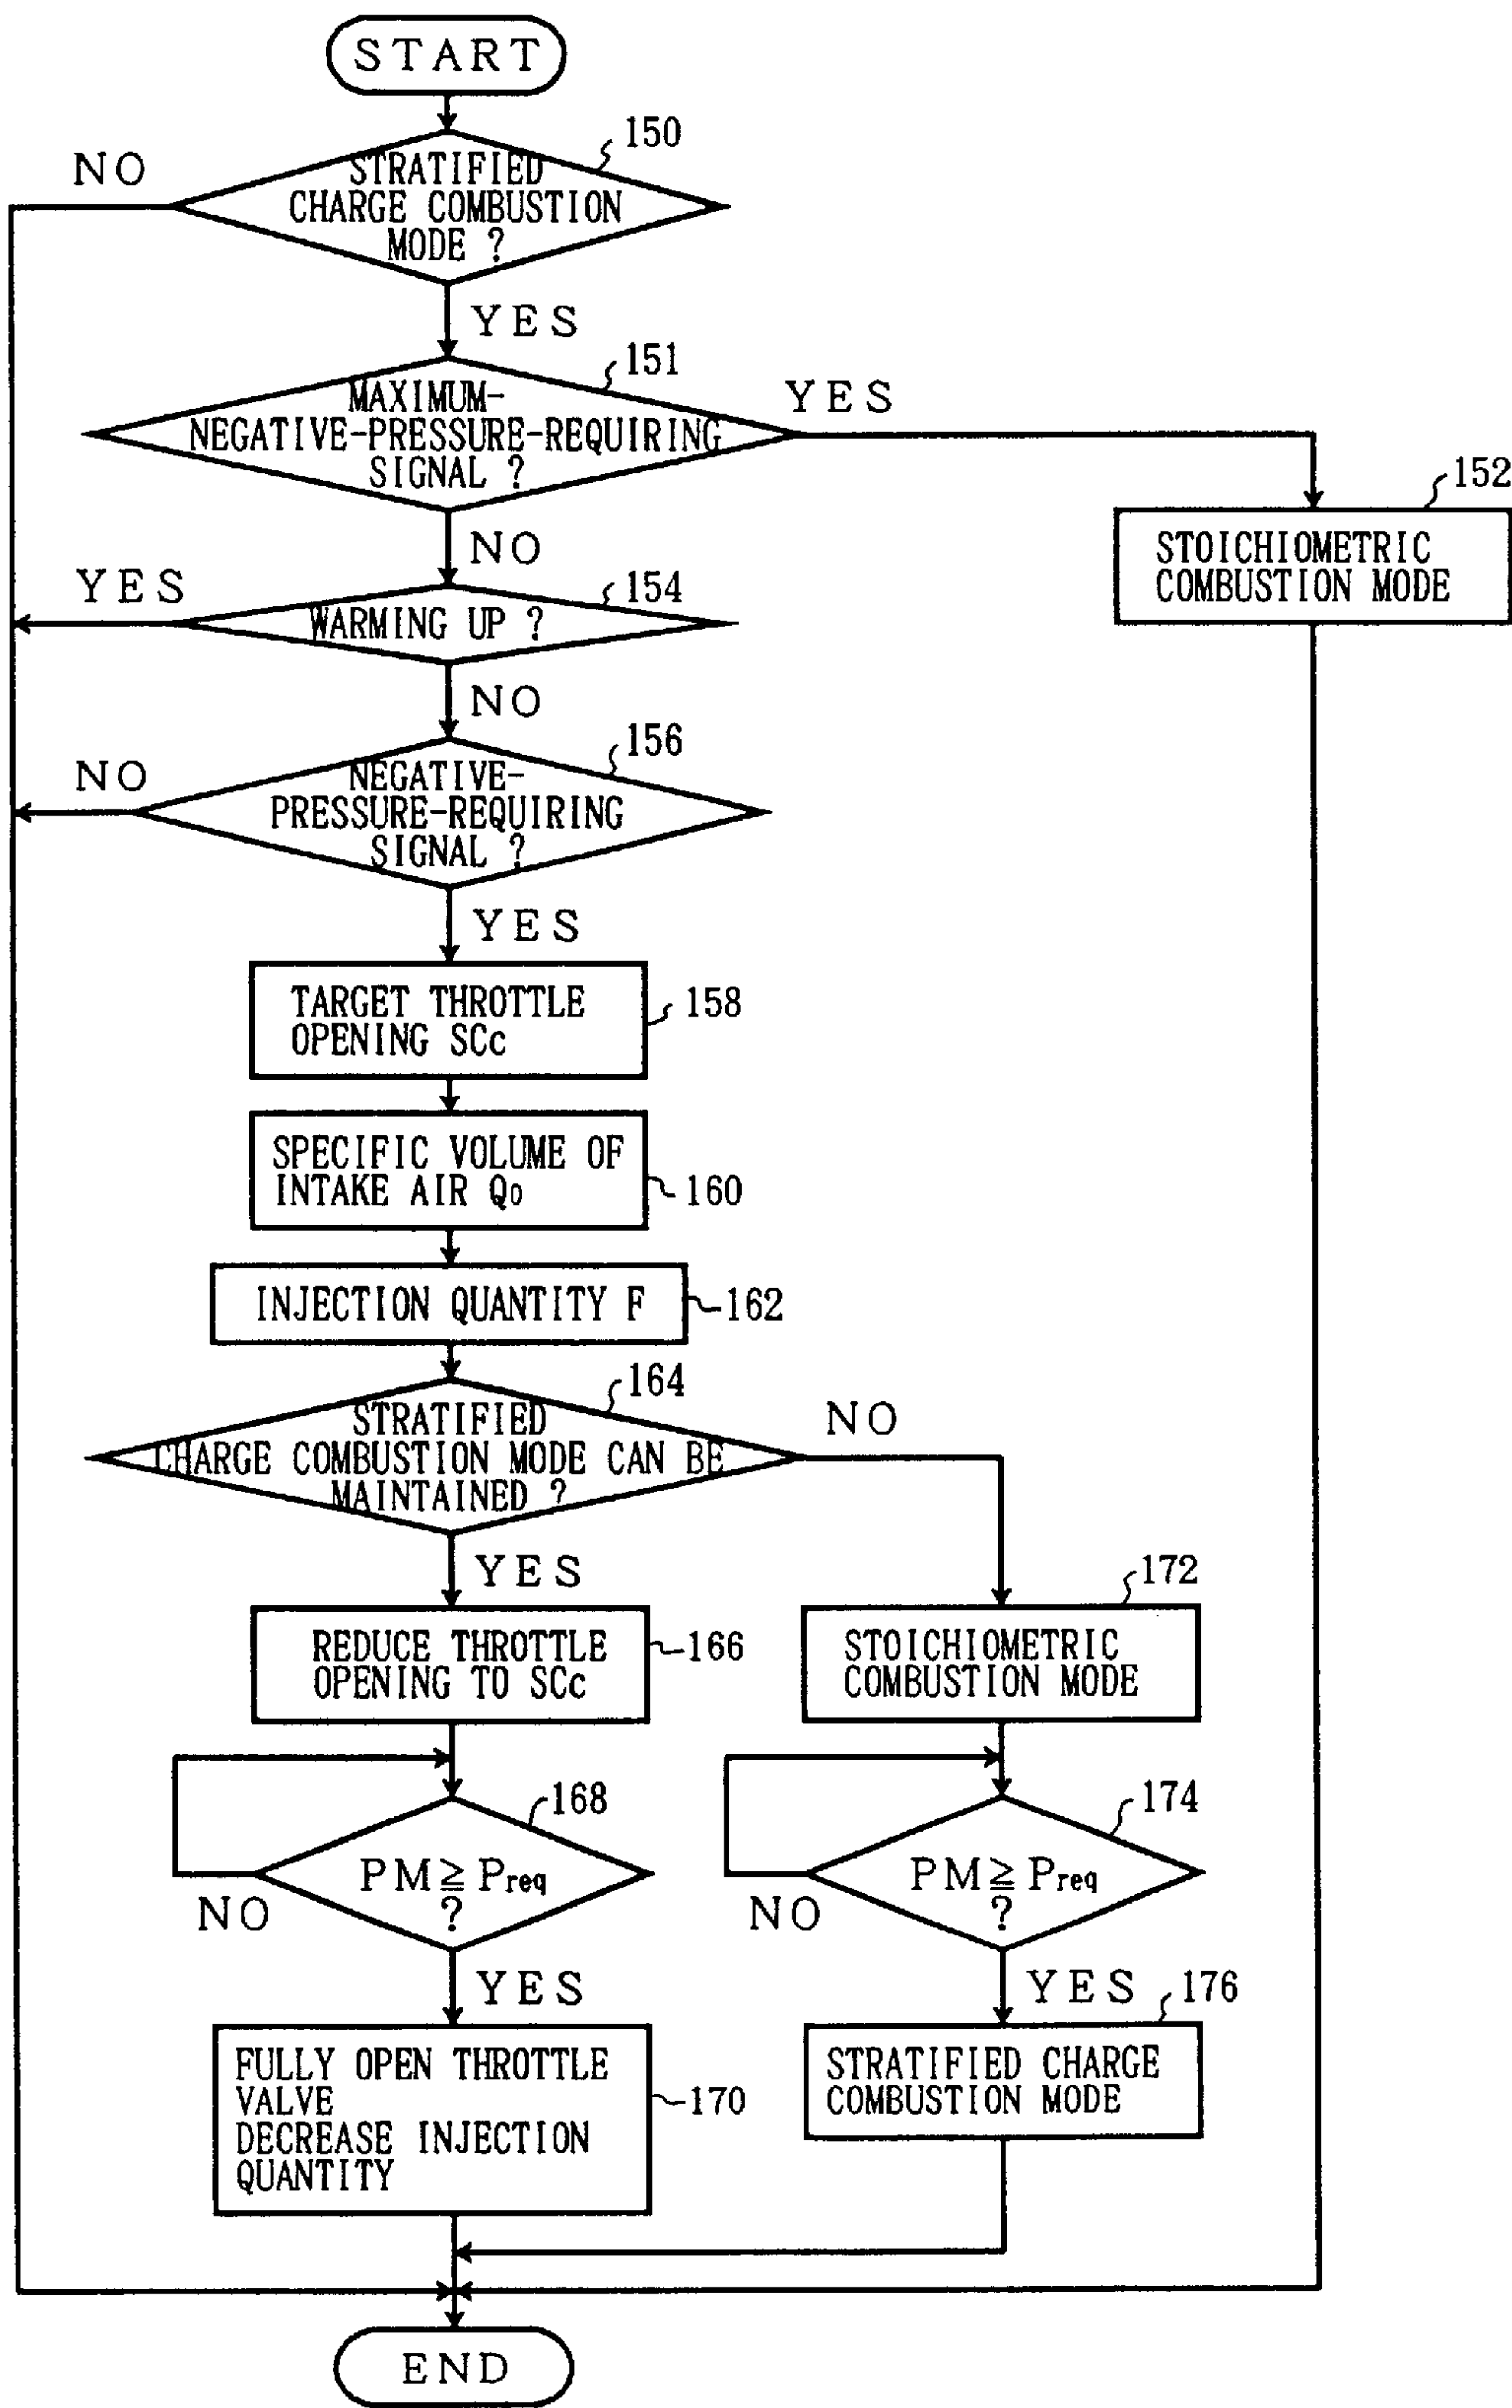 START
150
NO
STRATIFIED
CHARGE COMBUSTION
MODE ?
YES
151
MAXIMUM-
NEGATIVE-PRESSURE-REQUIRING
SIGNAL ?
YES
152
STOICHIOMETRIC
COMBUSTION MODE
NO
154
YES
WARMING UP ?
NO
156
NO
NEGATIVE-
PRESSURE-REQUIRING
SIGNAL ?
YES
TARGET THROTTLE
OPENING SCc
158
SPECIFIC VOLUME OF
INTAKE AIR Q₀
160
INJECTION QUANTITY F
162
164
STRATIFIED
CHARGE COMBUSTION MODE CAN BE
MAINTAINED ?
NO
YES
REDUCE THROTTLE
OPENING TO SCc
166
172
STOICHIOMETRIC
COMBUSTION MODE
168
PM ≧ Preq
?
NO
174
PM ≧ Preq
?
NO
YES
FULLY OPEN THROTTLE
VALVE
DECREASE INJECTION
QUANTITY
170
YES
176
STRATIFIED CHARGE
COMBUSTION MODE
END